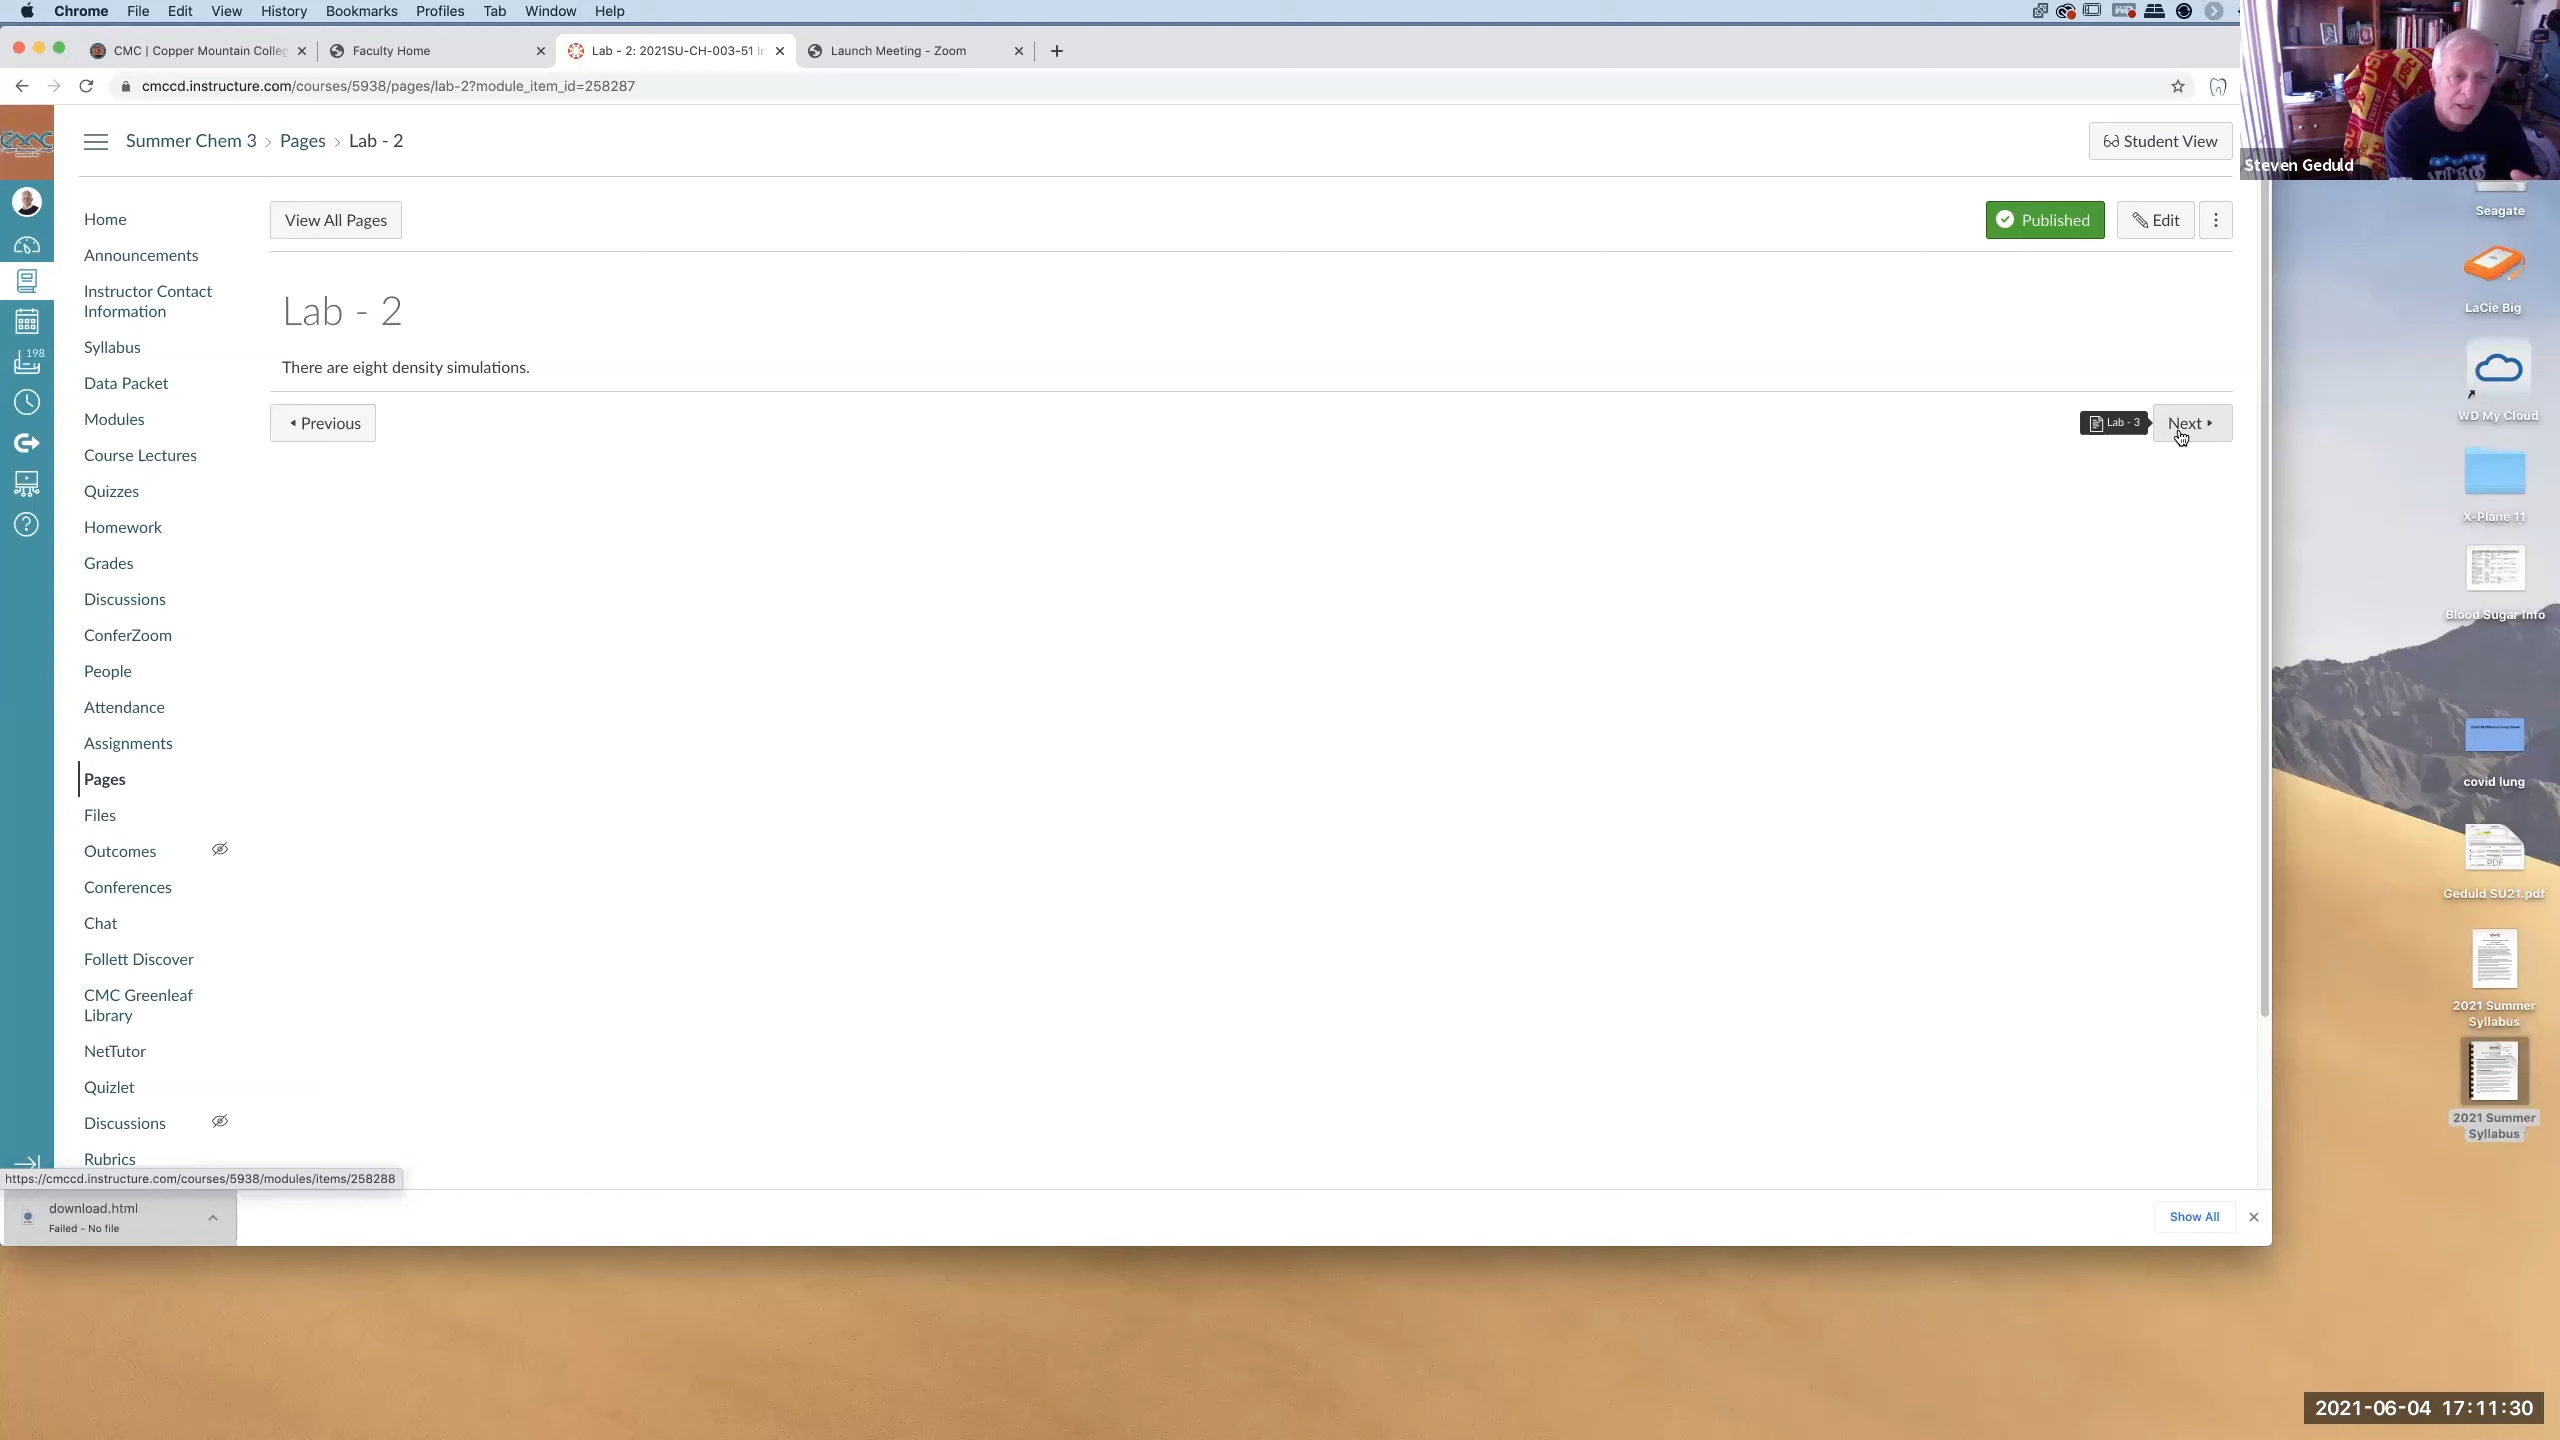 Chrome File Edit View History Bookmarks Profiles Tab Window Help
CMC | Copper Mountain Colleg
Faculty Home
Lab - 2: 2021SU-CH-003-51 In
Launch Meeting - Zoom
cmccd.instructure.com/courses/5938/pages/lab-2?module_item_id=258287
Steven Geduld
Summer Chem 3 › Pages › Lab - 2
Student View
198
Home
Announcements
Instructor Contact
Information
Syllabus
Data Packet
Modules
Course Lectures
Quizzes
Homework
Grades
Discussions
ConferZoom
People
Attendance
Assignments
Pages
Files
Outcomes
Conferences
Chat
Follett Discover
CMC Greenleaf
Library
NetTutor
Quizlet
Discussions
Rubrics
View All Pages
Published
Edit
Lab - 2
There are eight density simulations.
Previous
Lab - 3
Next
https://cmccd.instructure.com/courses/5938/modules/items/258288
download.html
Failed - No file
Show All
Seagate
LaCie Big
WD My Cloud
X-Plane 11
Blood Sugar Info
covid lung
PDF
Geduld SU21.pdf
2021 Summer
Syllabus
2021 Summer
Syllabus
2021-06-04 17:11:30